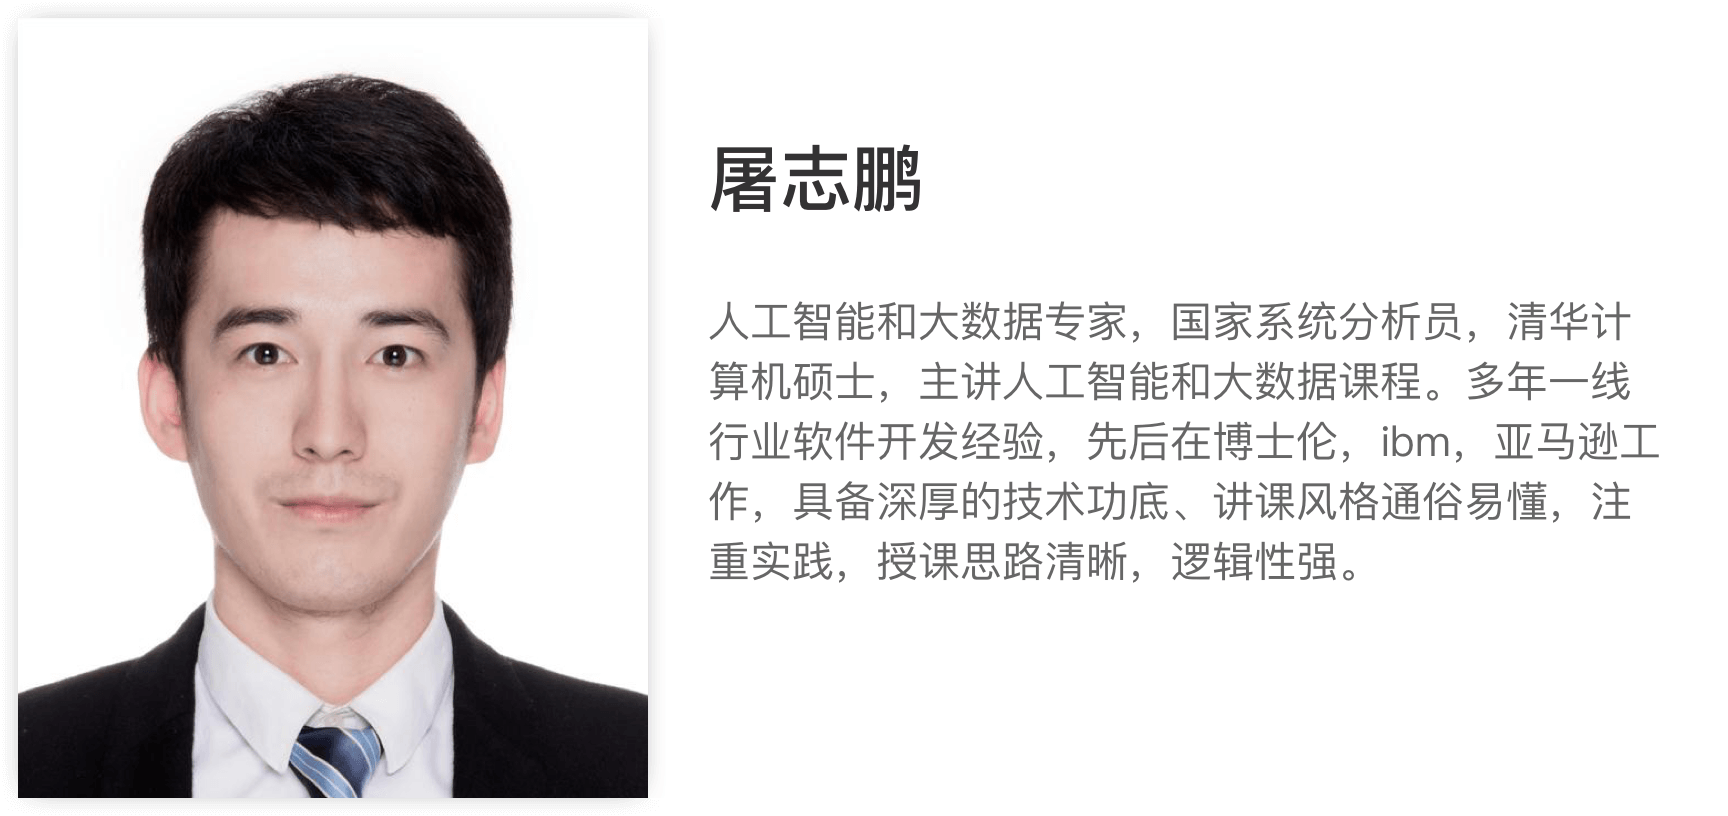 屠志鹏
人工智能和大数据专家，国家系统分析员，清华计
算机硕士，主讲人工智能和大数据课程。多年一线
行业软件开发经验，先后在博士伦，ibm，亚马逊工
作，具备深厚的技术功底、讲课风格通俗易懂，注
重实践，授课思路清晰，逻辑性强。